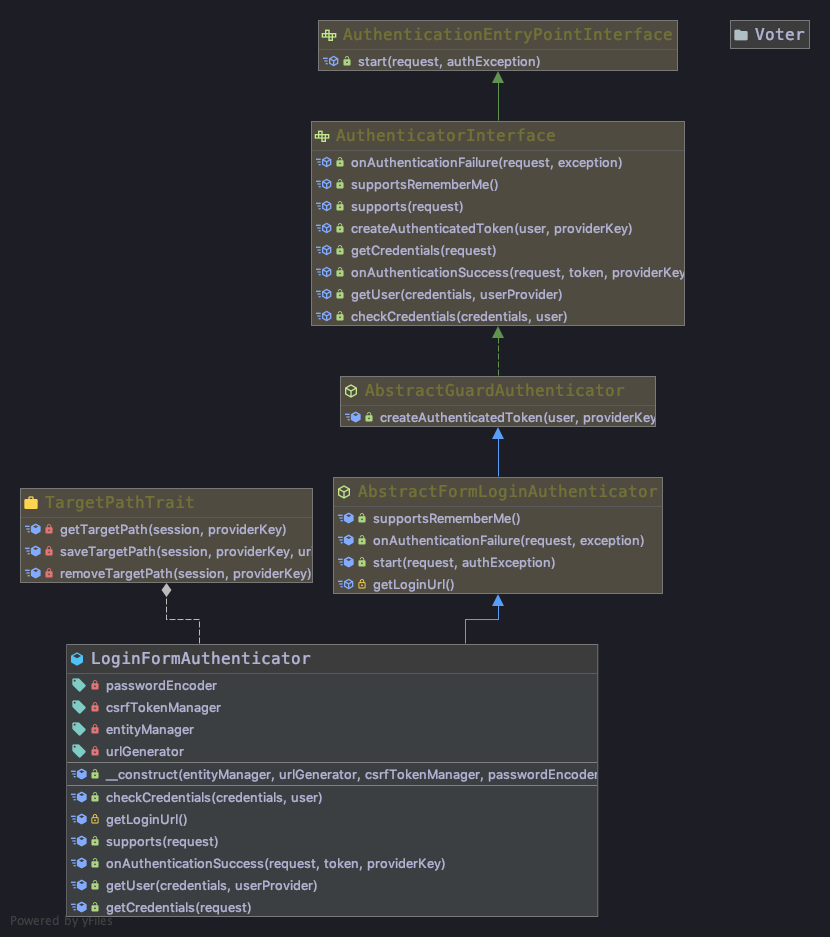 AuthenticationEntryPointInterface
start(request, authException)
Voter
AuthenticatorInterface
onAuthenticationFailure(request, exception)
supportsRememberMe()
supports(request)
createAuthenticatedToken(user, providerKey)
getCredentials(request)
onAuthenticationSuccess(request, token, providerKey
getUser(credentials, userProvider)
checkCredentials(credentials, user)
AbstractGuardAuthenticator
createAuthenticatedToken(user, providerKey
TargetPathTrait
getTargetPath(session, providerKey)
saveTargetPath(session, providerKey, ur
removeTargetPath(session, providerKey)
AbstractFormLoginAuthenticator
supportsRememberMe()
onAuthenticationFailure(request, exception)
start(request, authException)
getLoginUrl()
LoginFormAuthenticator
passwordEncoder
csrfTokenManager
entityManager
urlGenerator
__construct(entityManager, urlGenerator, csrfTokenManager, passwordEncoder
checkCredentials(credentials, user)
getLoginUrl()
supports(request)
onAuthenticationSuccess(request, token, providerKey)
getUser(credentials, userProvider)
getCredentials(request)
Powered by yFiles